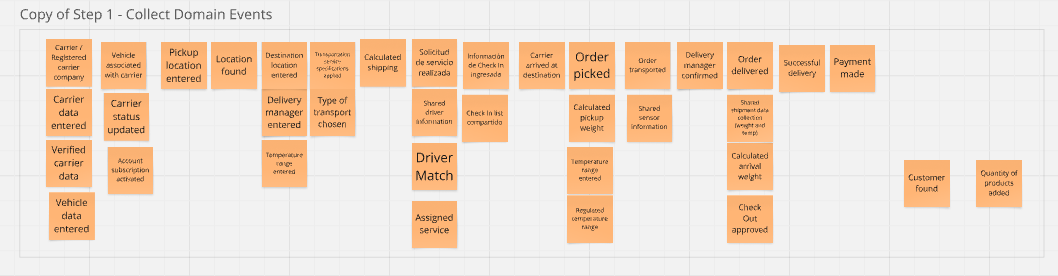 Copy of Step 1 - Collect Domain Events
Carrier /
Registered
carrier
company
Vehicle
associated
with carrier
Pickup
location
entered
Location
found
Destination
location
entered
Transportation
service
specifications
applied
Calculated
shipping
Solicitud
de servicio
realizada
Información
de Check In
ingresada
Carrier
arrived at
destination
Order
picked
Order
transported
Delivery
manager
confirmed
Order
delivered
Successful
delivery
Payment
made
Carrier
data
entered
Carrier
status
updated
Delivery
manager
entered
Type of
transport
chosen
Shared
driver
information
Check In list
compartido
Calculated
pickup
weight
Shared
sensor
information
Shared
shipment data
collection
(weight and
temp)
Verified
carrier
data
Account
subscription
activated
Temperature
range
entered
Driver
Match
Temperature
range
entered
Calculated
arrival
weight
Customer
found
Quantity of
products
added
Vehicle
data
entered
Assigned
service
Regulated
temperature
range
Check
Out
approved